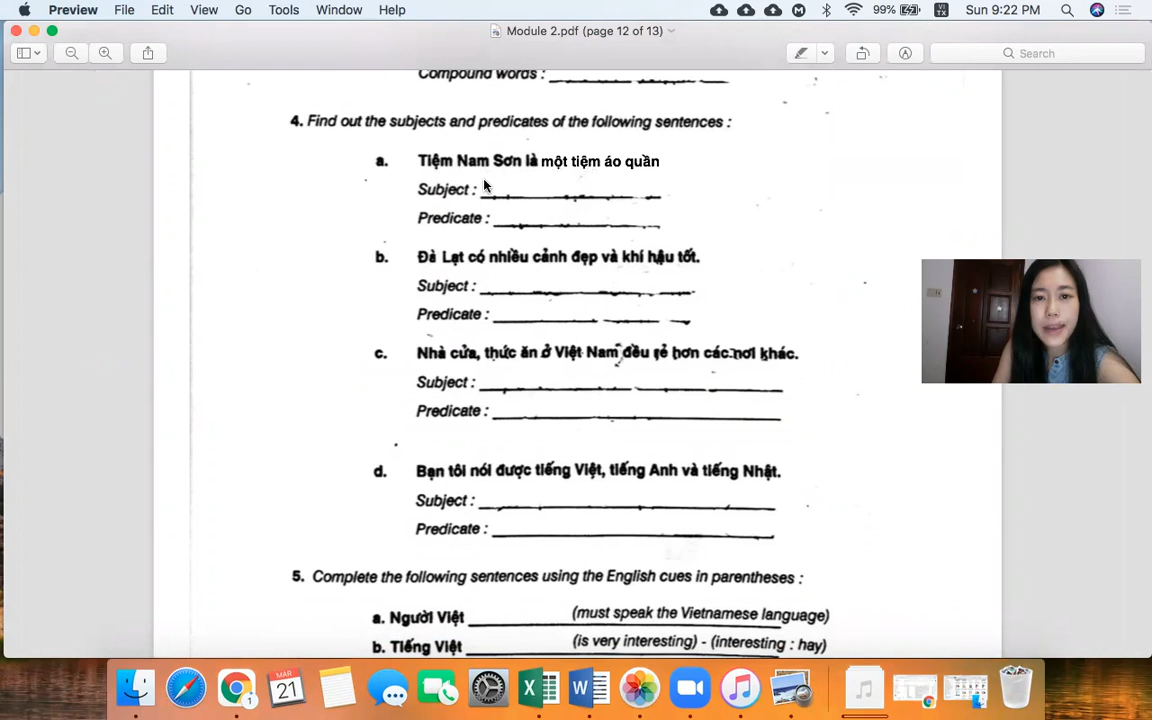 Preview File Edit View Go Tools Window Help
99% VI TX Sun 9:22 PM
Module 2.pdf (page 12 of 13)
Search
Compound words :
4. Find out the subjects and predicates of the following sentences :
a. Tiệm Nam Sơn là một tiệm áo quần
Subject :
Predicate :
b. Đà Lạt có nhiều cảnh đẹp và khí hậu tốt.
Subject :
Predicate :
c. Nhà cửa, thức ăn ở Việt Nam đều rẻ hơn các nơi khác.
Subject :
Predicate :
d. Bạn tôi nói được tiếng Việt, tiếng Anh và tiếng Nhật.
Subject :
Predicate :
5. Complete the following sentences using the English cues in parentheses :
a. Người Việt (must speak the Vietnamese language)
b. Tiếng Việt (is very interesting) - (interesting : hay)
MAR
21
1